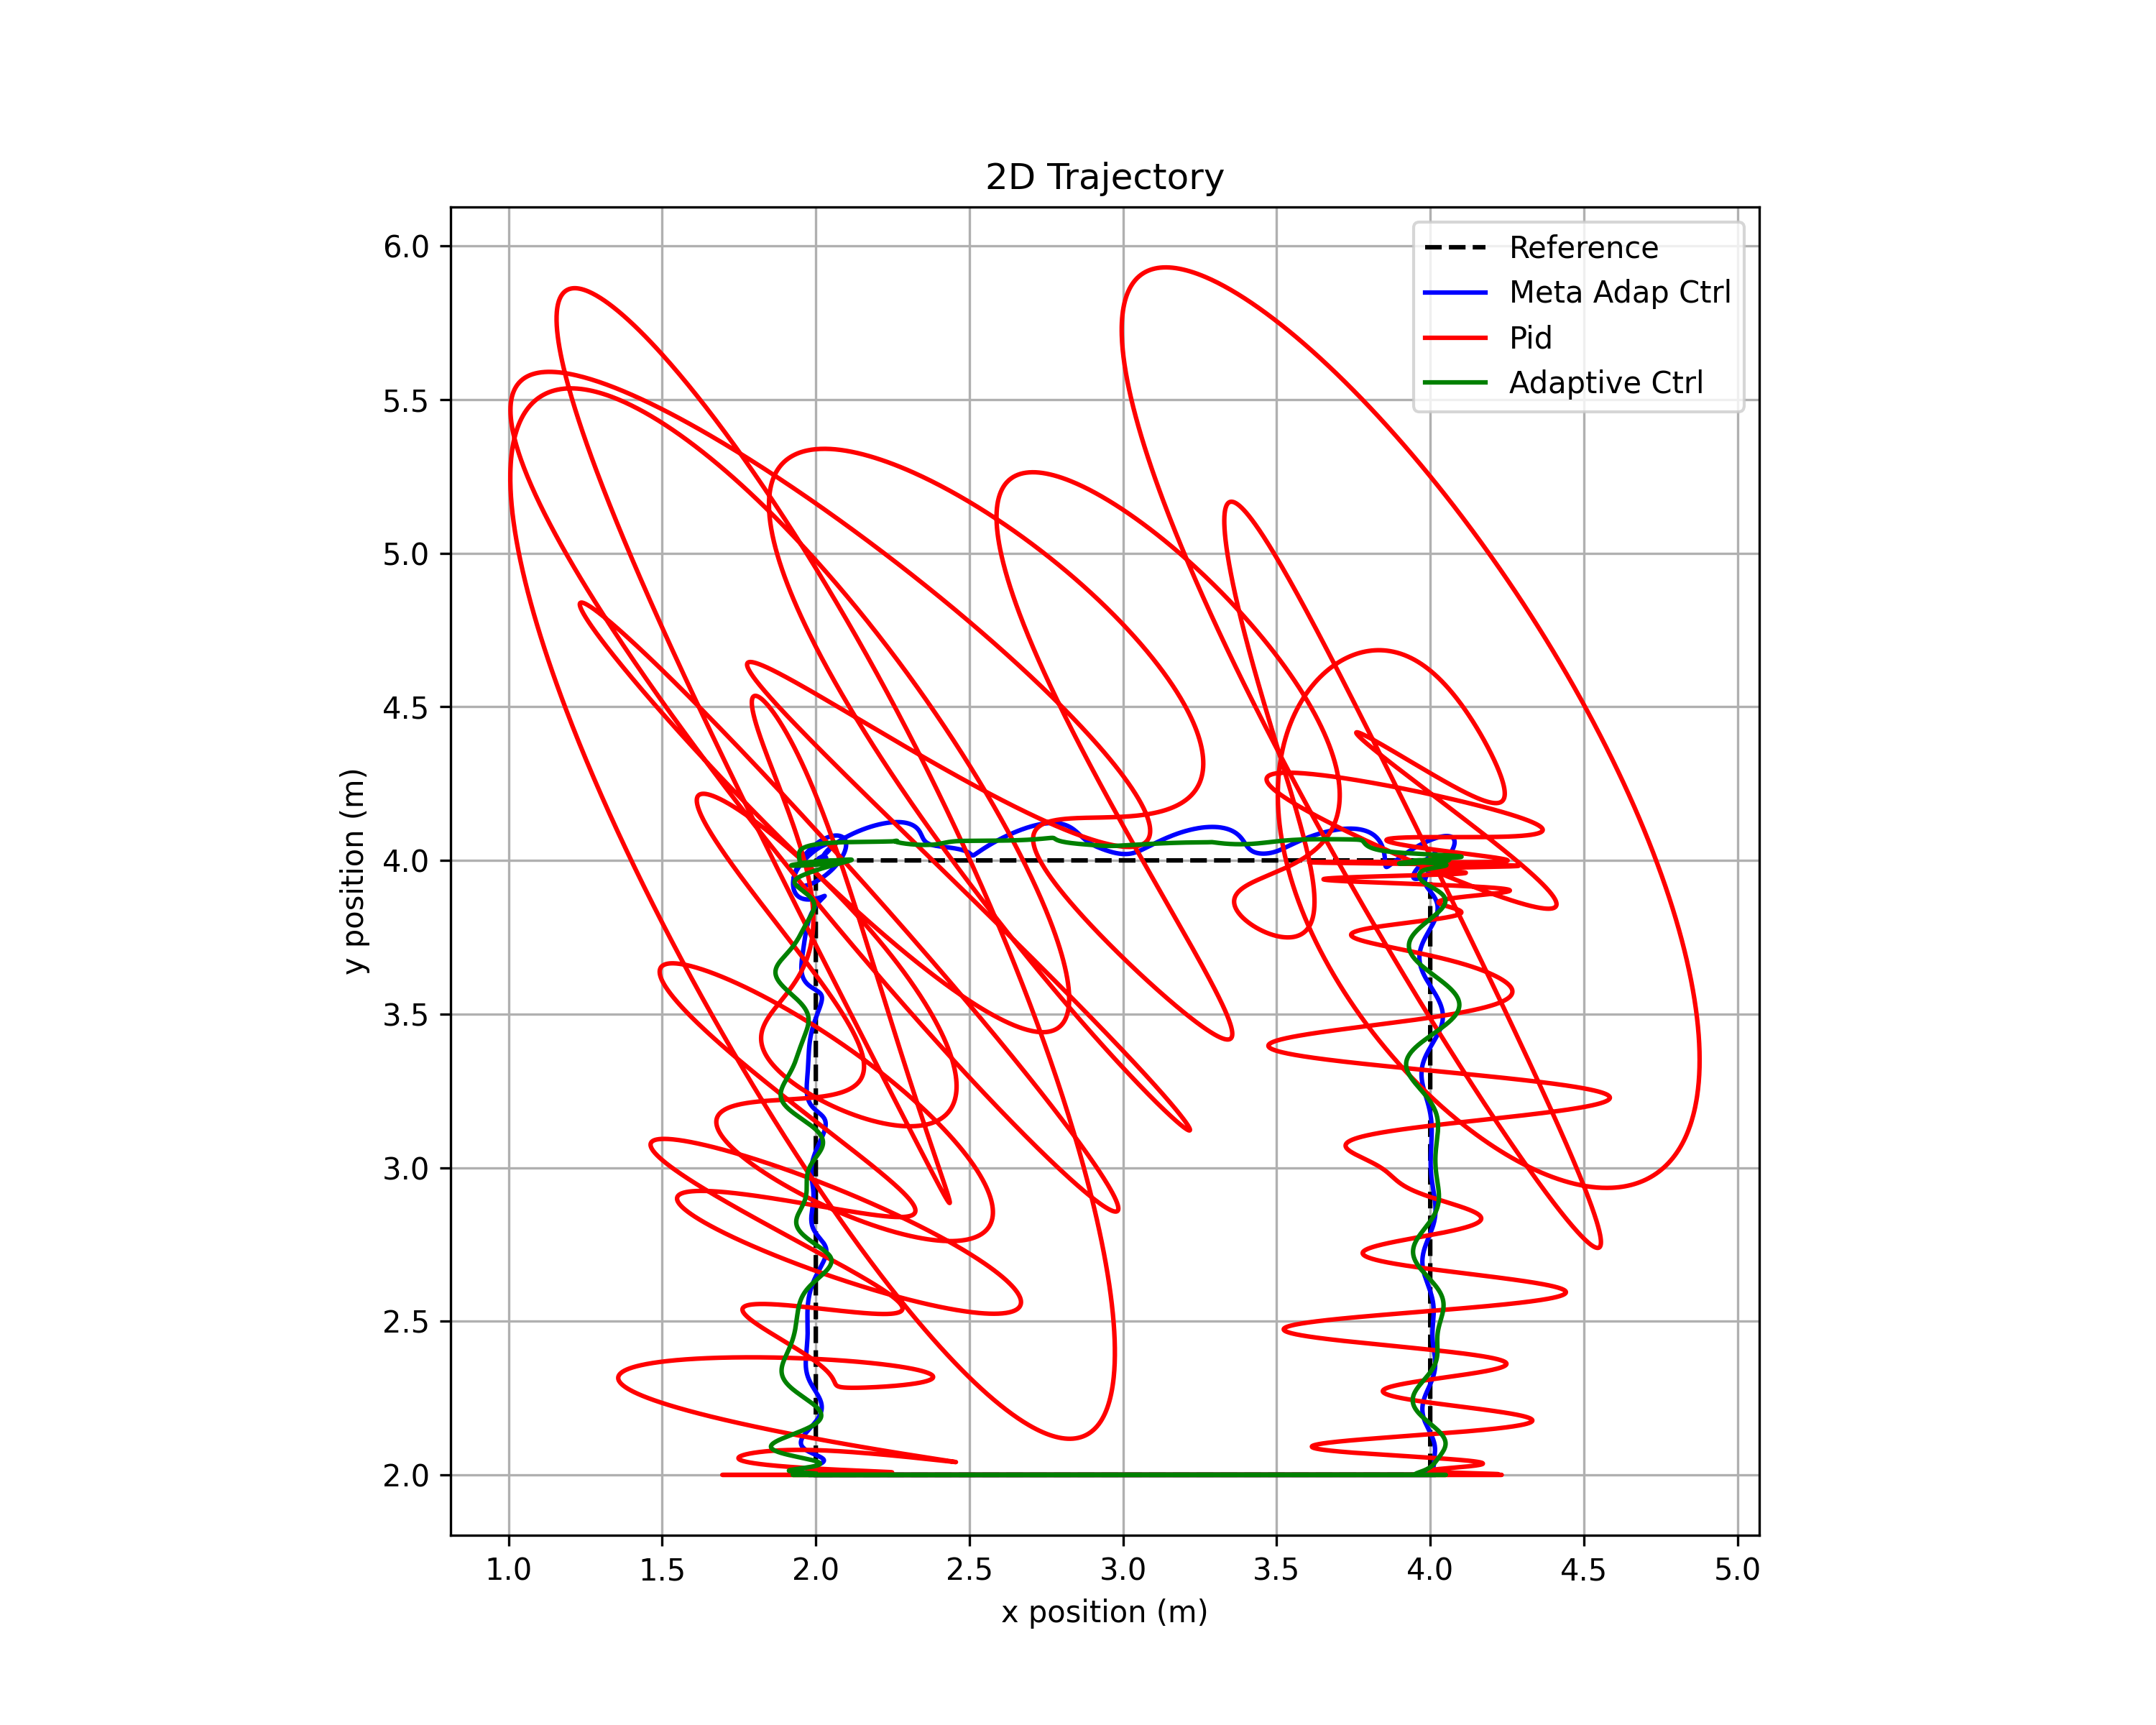 2D Trajectory
Reference
Meta Adap Ctrl
Pid
Adaptive Ctrl
6.0
5.5
5.0
4.5
4.0
3.5
3.0
2.5
2.0
y position (m)
1.0 1.5 2.0 2.5 3.0 3.5 4.0 4.5 5.0
x position (m)